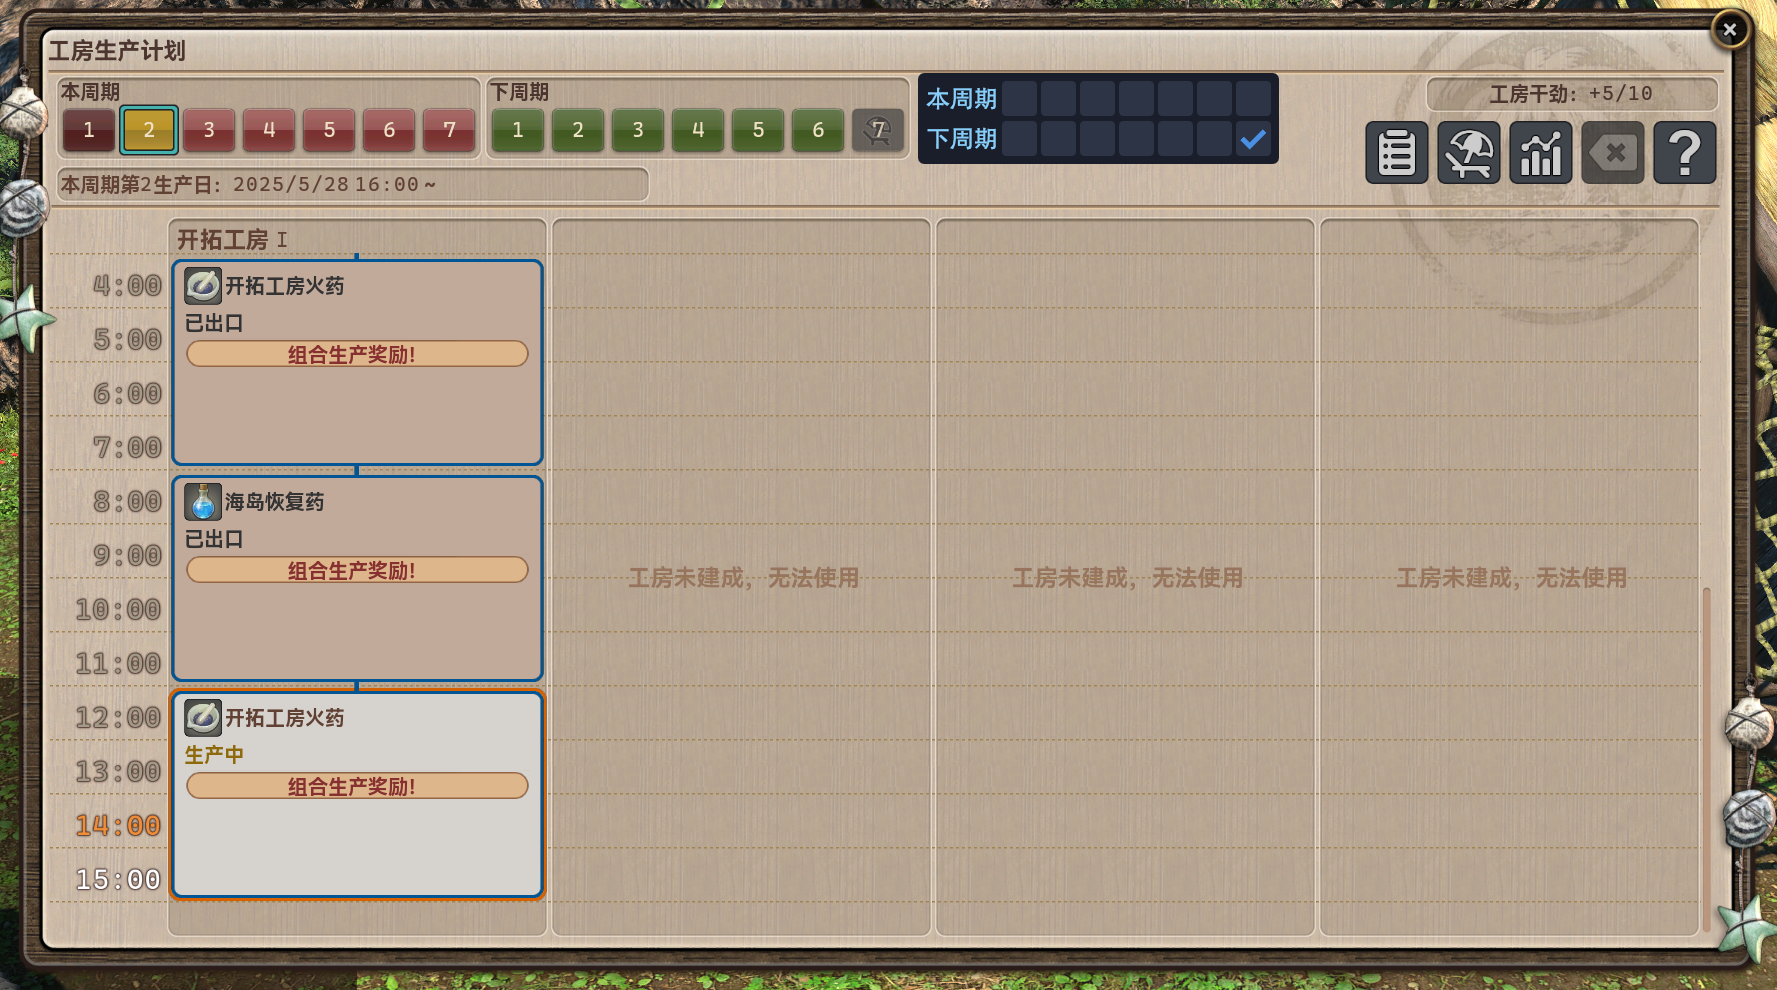 工房生产计划
本周期
1 2 3 4 5 6 7
下周期
1 2 3 4 5 6 7
本周期
下周期
工房干劲: +5/10
本周期第2生产日: 2025/5/28 16:00 ~
开拓工房 I
4:00
5:00
6:00
7:00
8:00
9:00
10:00
11:00
12:00
13:00
14:00
15:00
开拓工房火药
已出口
组合生产奖励!
海岛恢复药
已出口
组合生产奖励!
开拓工房火药
生产中
组合生产奖励!
工房未建成，无法使用
工房未建成，无法使用
工房未建成，无法使用